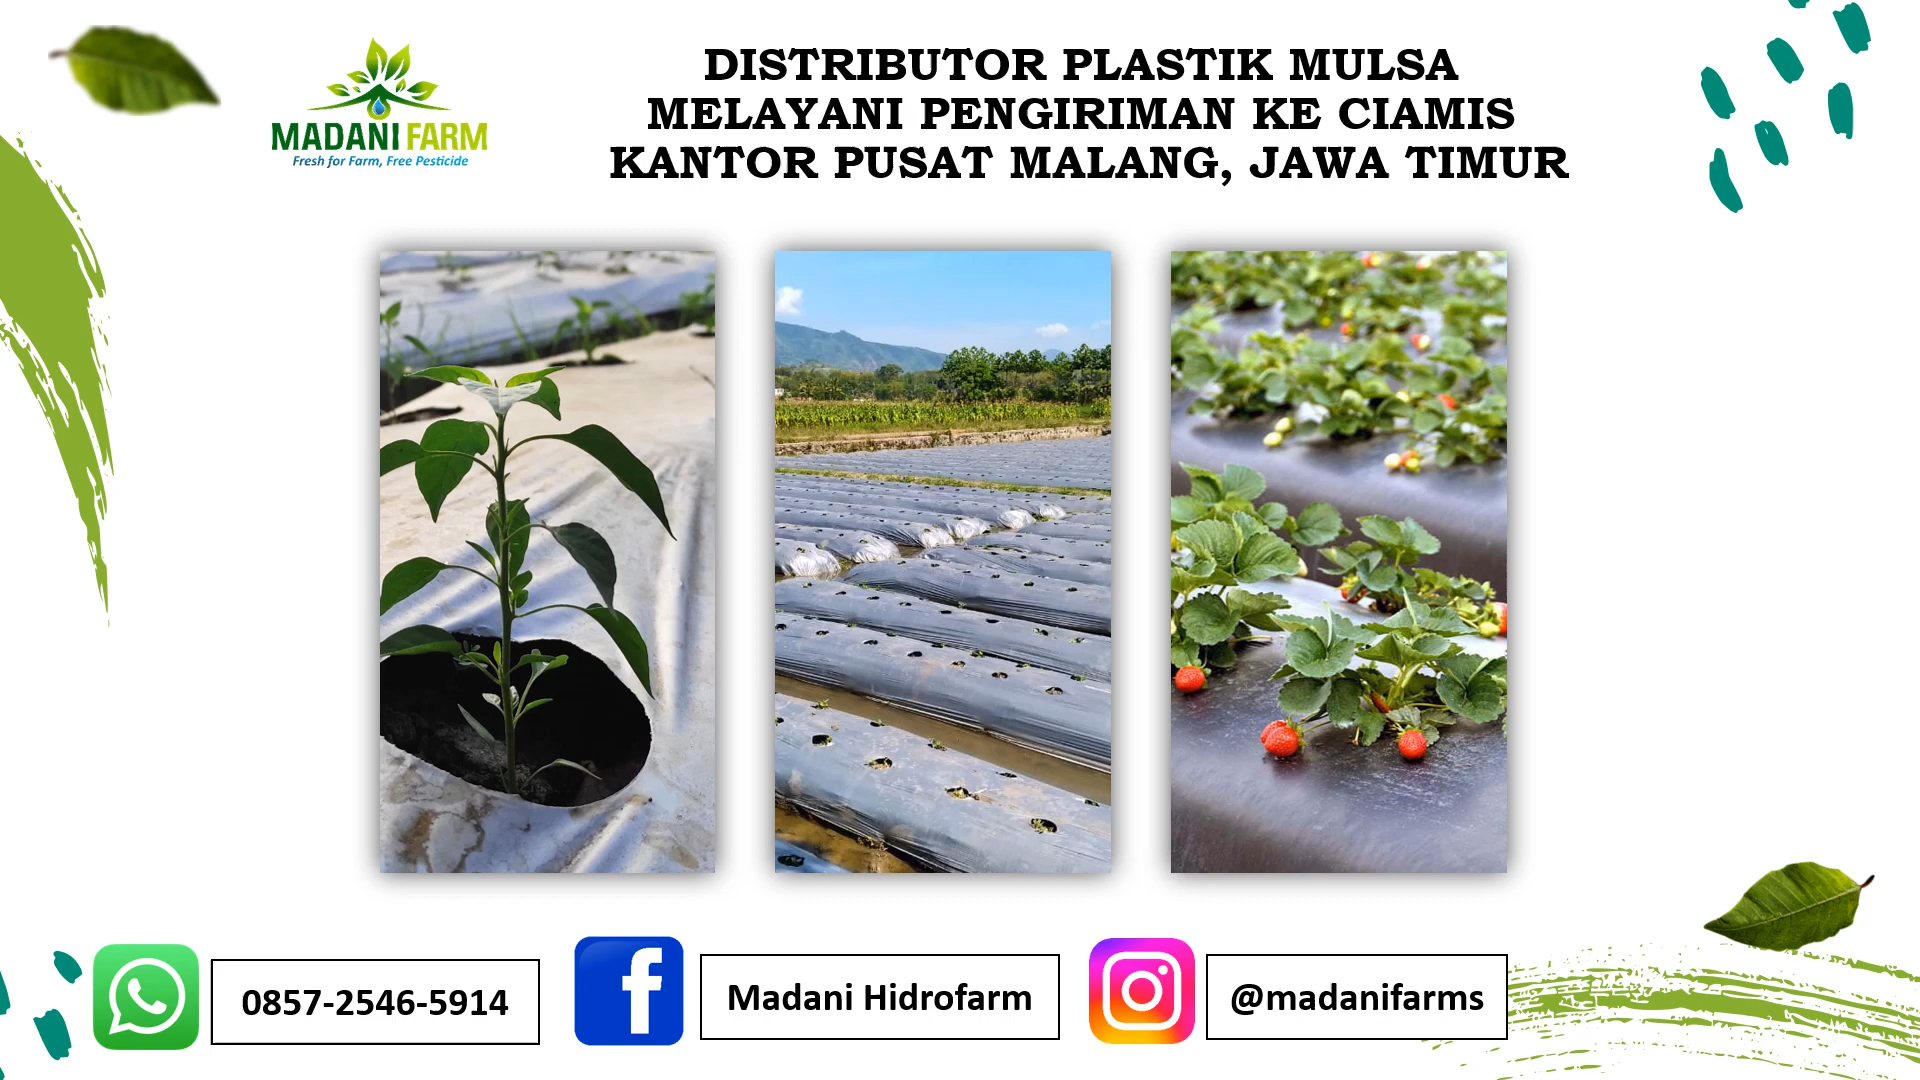 MADANI FARM
Fresh for Farm, Free Pesticide
DISTRIBUTOR PLASTIK MULSA
MELAYANI PENGIRIMAN KE CIAMIS
KANTOR PUSAT MALANG, JAWA TIMUR
0857-2546-5914
Madani Hidrofarm
@madanifarms